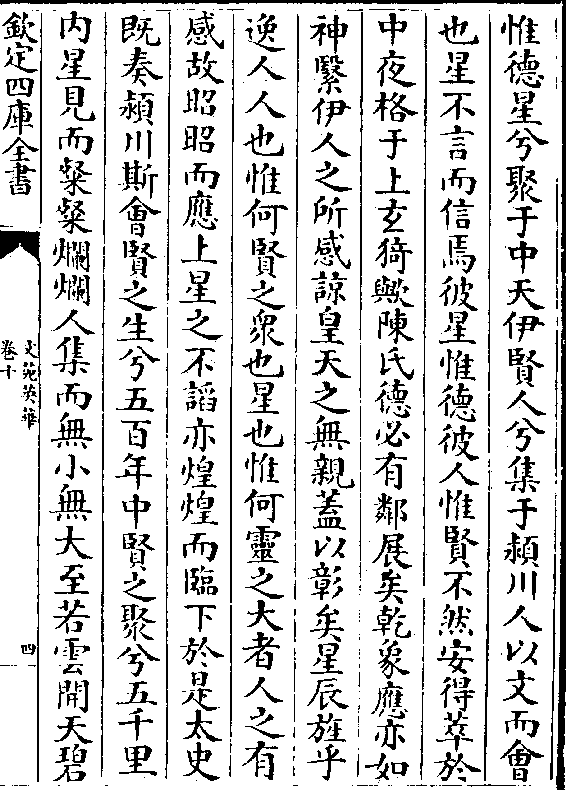 惟德星兮聚于中天伊賢人兮集于潁川人以文而會
也星不言而信焉彼星惟德彼人惟賢不然安得萃於
中夜格于上玄猗歟陳氏德必有鄰展矣乾象應亦如
神繄伊人之所感諒皇天之無親蓋以彰矣星辰旌乎
逸人人也惟何賢之衆也星也惟何靈之大者人之有
感故昭昭而應上星之不謟亦煌煌而臨下於是太史
既奏潁川斯會賢之生兮五百年中賢之聚兮五千里
内星見而粲粲爛爛人集而無小無大至若雲開天碧
欽定四庫全書
文苑英華
卷十
四